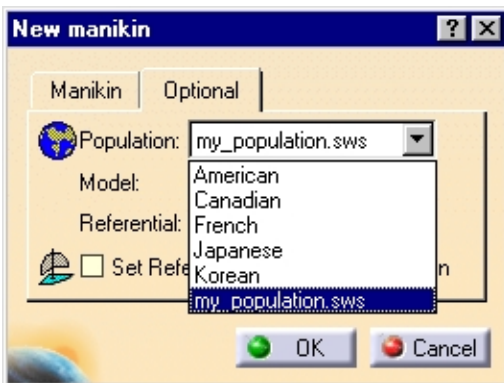 New manikin ? ×
Manikin Optional
Population: my_population.sws
Model:
American
Canadian
Referential:
French
Japanese
Set Refe n
Korean
my_population.sws
OK Cancel